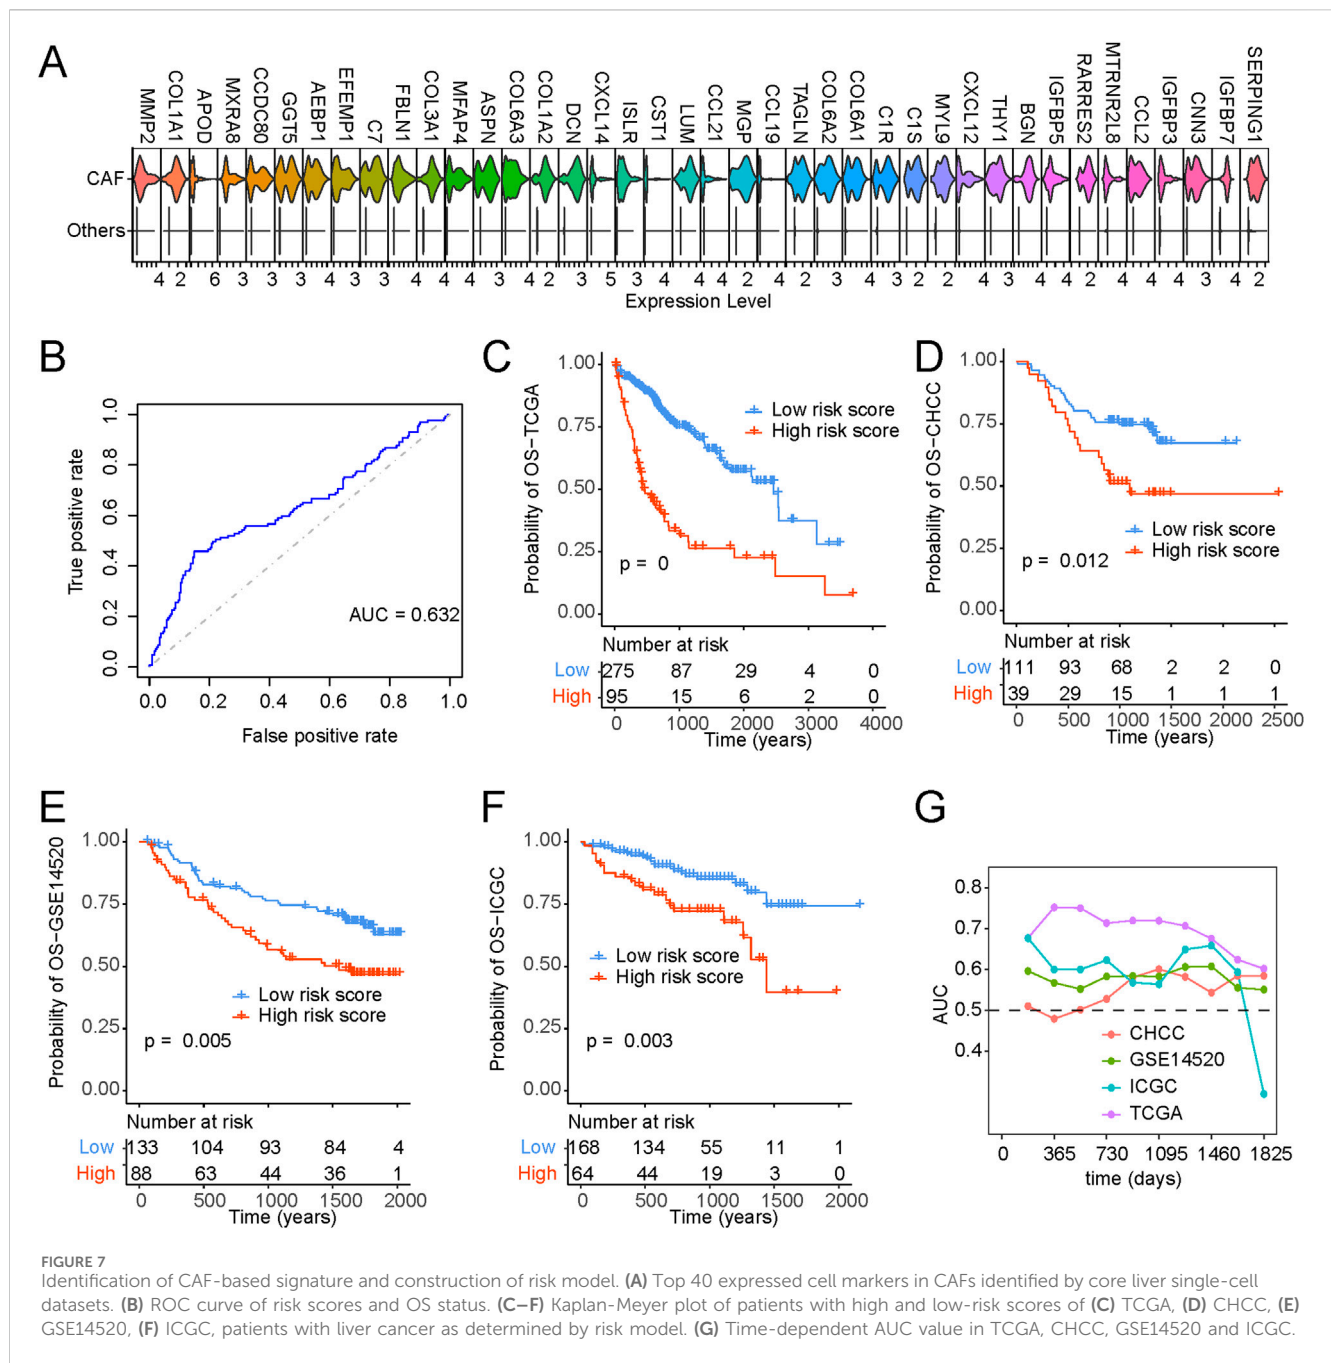 A
MMP2 COL1A1 APOD MXRA8 CCDC80 GGT5 AEBP1 EFEMP1 C7 FBLN1 COL3A1 MFAP4 ASPN COL6A3 COL1A2 DCN CXCL14 ISLR CST1 LUM CCL21 MGP CCL19 TAGLN COL6A2 COL6A1 C1R C1S MYL9 CXCL12 THY1 BGN IGFBP5 RARRES2 MTRNR2L8 CCL2 IGFBP3 CNN3 IGFBP7 SERPING1
CAF
Others
4 2 6 3 3 3 4 4 3 3 4 4 4 4 2 3 5 3 4 4 4 2 4 4 3 4 3 2 2 4 3 4 4 2 4 4 4 3 4 2
Expression Level
B
True positive rate
1.0
0.8
0.6
0.4
0.2
0.0
AUC = 0.632
0.0 0.2 0.4 0.6 0.8 1.0
False positive rate
C
Probability of OS−TCGA
1.00
0.75
0.50
0.25
0.00
Low risk score
High risk score
p = 0
Number at risk
Low 275 87 29 4 0
High 95 15 6 2 0
0 1000 2000 3000 4000
Time (years)
D
Probability of OS−CHCC
1.00
0.75
0.50
0.25
0.00
Low risk score
High risk score
p = 0.012
Number at risk
Low 111 93 68 2 2 0
High 39 29 15 1 1 1
0 500 1000 1500 2000 2500
Time (years)
E
Probability of OS−GSE14520
1.00
0.75
0.50
0.25
0.00
Low risk score
High risk score
p = 0.005
Number at risk
Low 133 104 93 84 4
High 88 63 44 36 1
0 500 1000 1500 2000
Time (years)
F
Probability of OS−ICGC
1.00
0.75
0.50
0.25
0.00
Low risk score
High risk score
p = 0.003
Number at risk
Low 168 134 55 11 1
High 64 44 19 3 0
0 500 1000 1500 2000
Time (years)
G
AUC
0.8
0.7
0.6
0.5
0.4
CHCC
GSE14520
ICGC
TCGA
0 365 730 1095 1460 1825
time (days)
FIGURE 7
Identification of CAF-based signature and construction of risk model. (A) Top 40 expressed cell markers in CAFs identified by core liver single-cell
datasets. (B) ROC curve of risk scores and OS status. (C–F) Kaplan-Meyer plot of patients with high and low-risk scores of (C) TCGA, (D) CHCC, (E)
GSE14520, (F) ICGC, patients with liver cancer as determined by risk model. (G) Time-dependent AUC value in TCGA, CHCC, GSE14520 and ICGC.